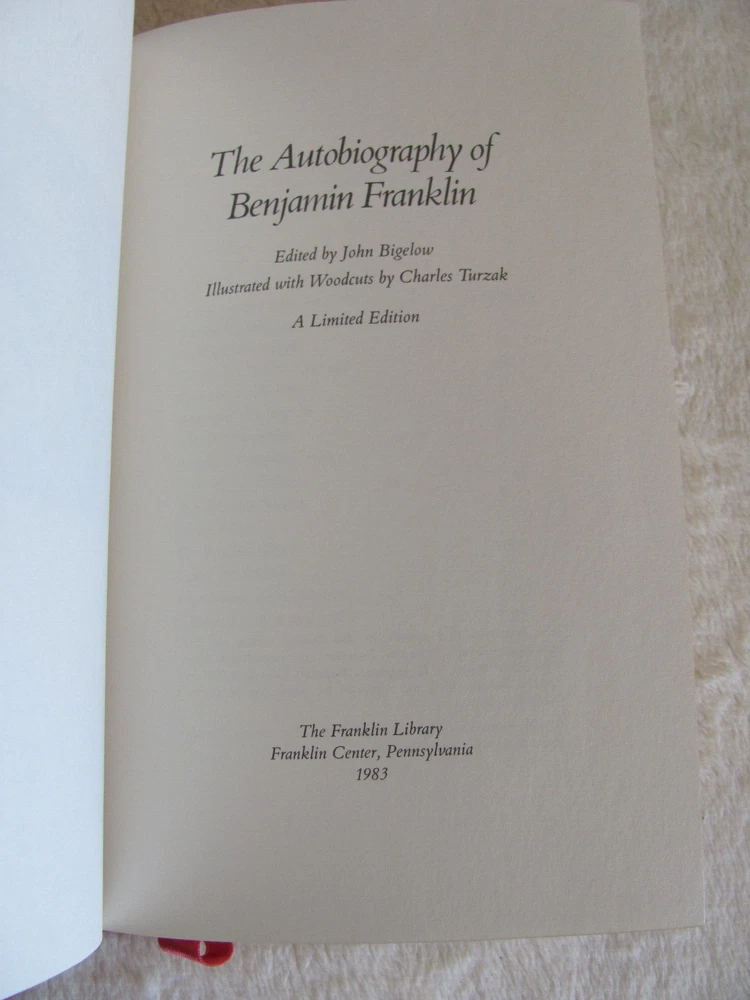 The Autobiography of
Benjamin Franklin
Edited by John Bigelow
Illustrated with Woodcuts by Charles Turzak
A Limited Edition
The Franklin Library
Franklin Center, Pennsylvania
1983